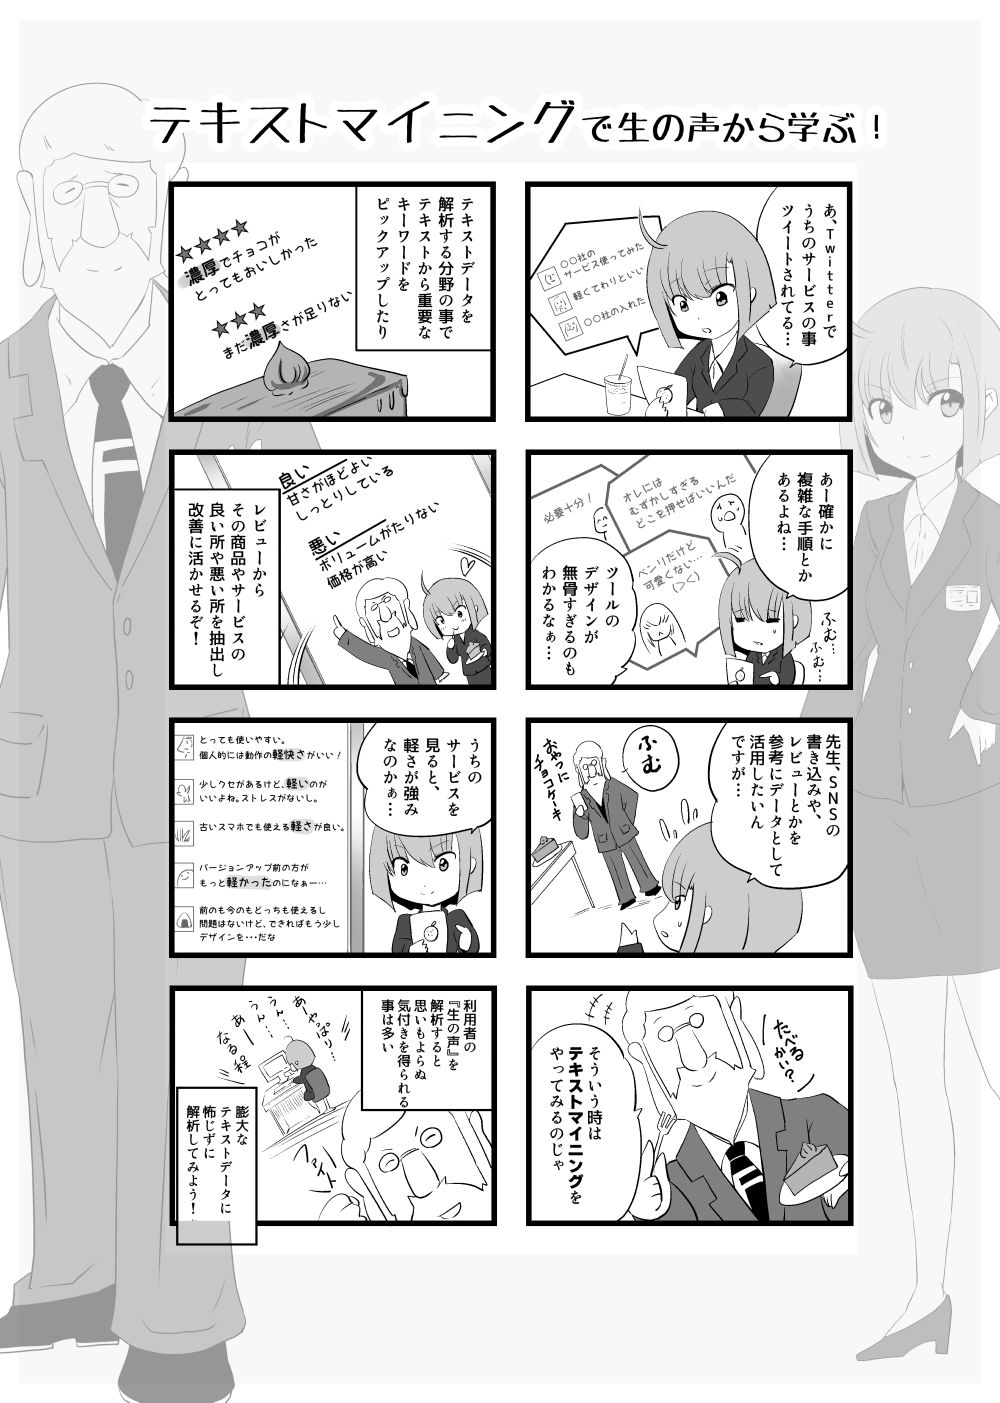 テキストマイニングで生の声から学ぶ！
あ、Twitterで
うちのサービスの事
ツイートされてる…
〇〇社の
サービス使ってみた
軽くてわりといい
〇〇社の入れた
あー確かに
複雑な手順とか
あるよね…
オレには
むずかしすぎる
どこを押せばいいんだ
必要十分！
ベンリだけど
可愛くない…
(>く)
ツールの
デザインが
無骨すぎるのも
わかるなぁ…
ふむ…
ふむ…
先生、SNSの
書き込みや、
レビューとかを
参考にデータとして
活用したいん
ですが…
ふむ
おやつに
チョコケーキ
たべる
かい？
そういう時は
テキストマイニングを
やってみるのじゃ
テキストデータを
解析する分野の事で
テキストから重要な
キーワードを
ピックアップしたり
★★★★
濃厚でチョコが
とってもおいしかった
★★★
まだ濃厚さが足りない
良い
甘さがほどよい
しっとりしている
悪い
ボリュームがたりない
価格が高い
レビューから
その商品やサービスの
良い所や悪い所を抽出し
改善に活かせるぞ！
うちの
サービスを
見ると、
軽さが強み
なのかぁ…
とっても使いやすい。
個人的には動作の軽快さがいい！
少しクセがあるけど、軽いのが
いいよね。ストレスがないし。
古いスマホでも使える軽さが良い。
バージョンアップ前の方が
もっと軽かったのになぁー…
前のも今のもどっちも使えるし
問題はないけど、できればもう少し
デザインを・・・だな
利用者の
『生の声』を
解析すると
思いもよらぬ
気付きを得られる
事は多い
あーやっぱり…
うん…
うん…
あー
なる程
ファイト
膨大な
テキストデータに
怖じずに
解析してみよう！